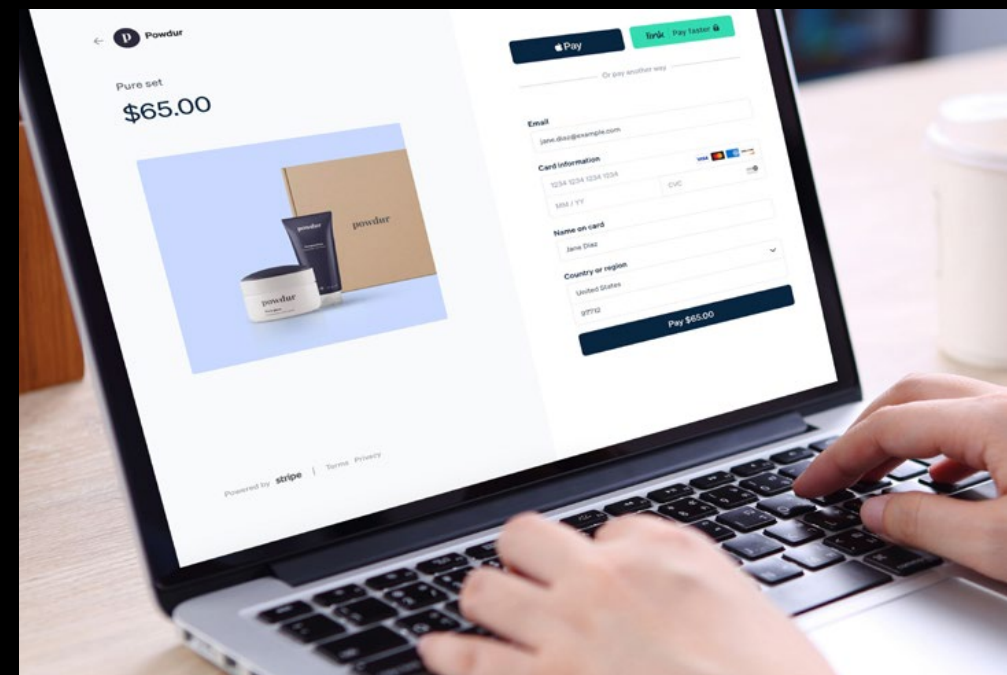 Powdur
Pure set
$65.00
powdur
powdur
powdur
Powered by stripe | Terms Privacy
Pay
link | Pay faster
Or pay another way
Email
jane.diaz@example.com
Card information
1234 1234 1234 1234
VISA
MM / YY
CVC
Name on card
Jane Diaz
Country or region
United States
97712
Pay $65.00